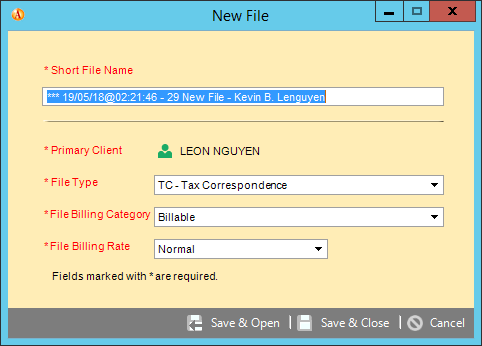 New File
* Short File Name
*** 19/05/18@02:21:46 - 29 New File - Kevin B. Lenguyen
* Primary Client LEON NGUYEN
* File Type TC - Tax Correspondence
* File Billing Category Billable
* File Billing Rate Normal
Fields marked with * are required.
Save & Open | Save & Close | Cancel